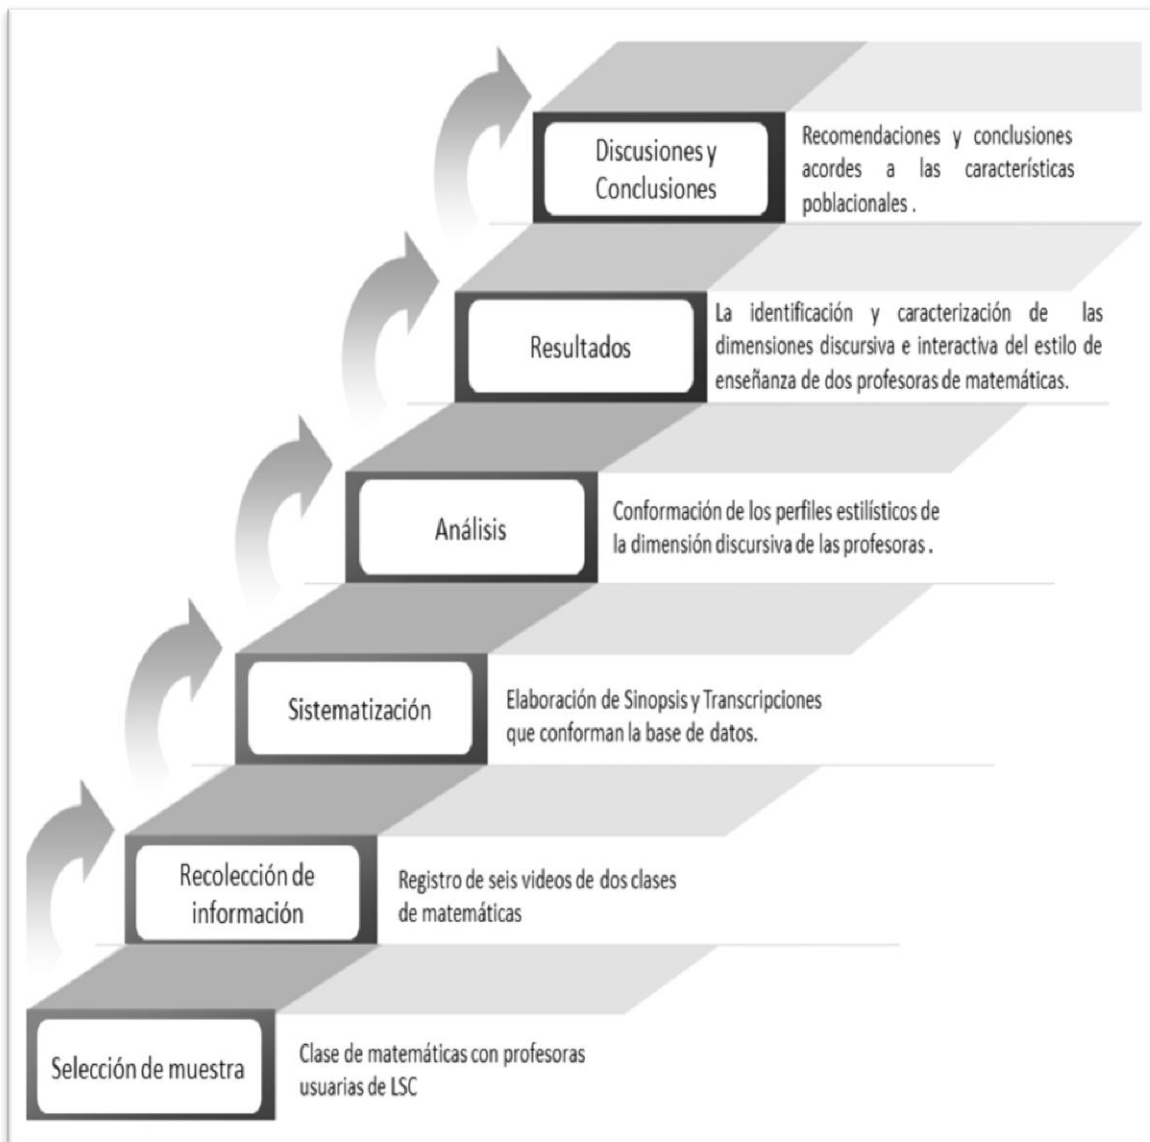 Discusiones y
Conclusiones
Recomendaciones y conclusiones
acordes a las características
poblacionales .
Resultados
La identificación y caracterización de las
dimensiones discursiva e interactiva del estilo de
enseñanza de dos profesoras de matemáticas.
Análisis
Conformación de los perfiles estilísticos de
la dimensión discursiva de las profesoras .
Sistematización
Elaboración de Sinopsis y Transcripciones
que conforman la base de datos.
Recolección de
información
Registro de seis videos de dos clases
de matemáticas
Selección de muestra
Clase de matemáticas con profesoras
usuarias de LSC